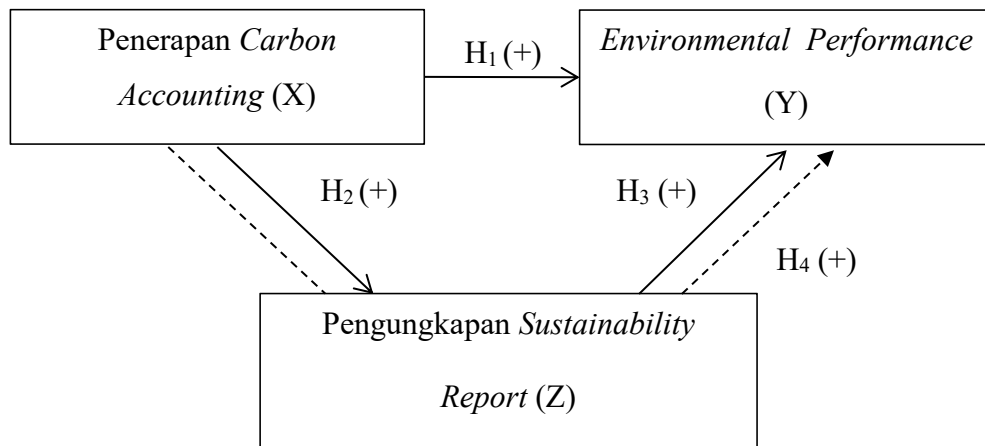 Penerapan Carbon
Accounting (X)
H1 (+)
Environmental Performance
(Y)
H2 (+)
H3 (+)
H4 (+)
Pengungkapan Sustainability
Report (Z)